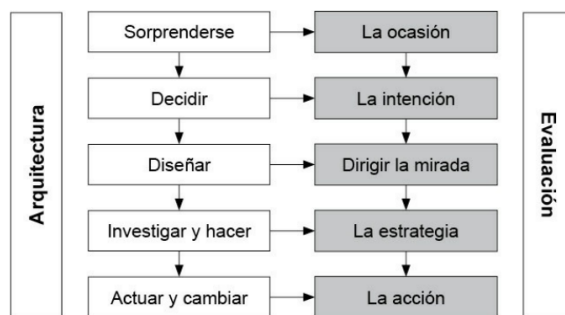 Arquitectura
Sorprenderse
La ocasión
Decidir
La intención
Diseñar
Dirigir la mirada
Investigar y hacer
La estrategia
Actuar y cambiar
La acción
Evaluación